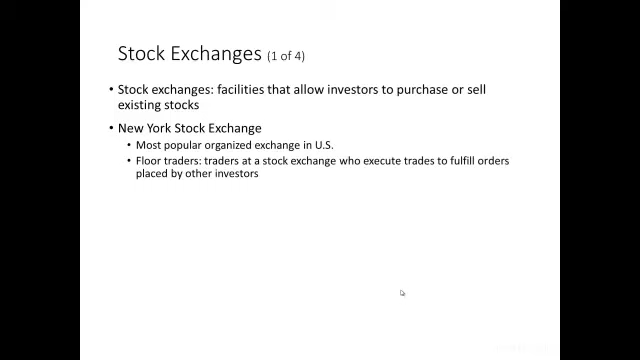 Stock Exchanges (1 of 4)
• Stock exchanges: facilities that allow investors to purchase or sell
existing stocks
• New York Stock Exchange
• Most popular organized exchange in U.S.
• Floor traders: traders at a stock exchange who execute trades to fulfill orders
placed by other investors